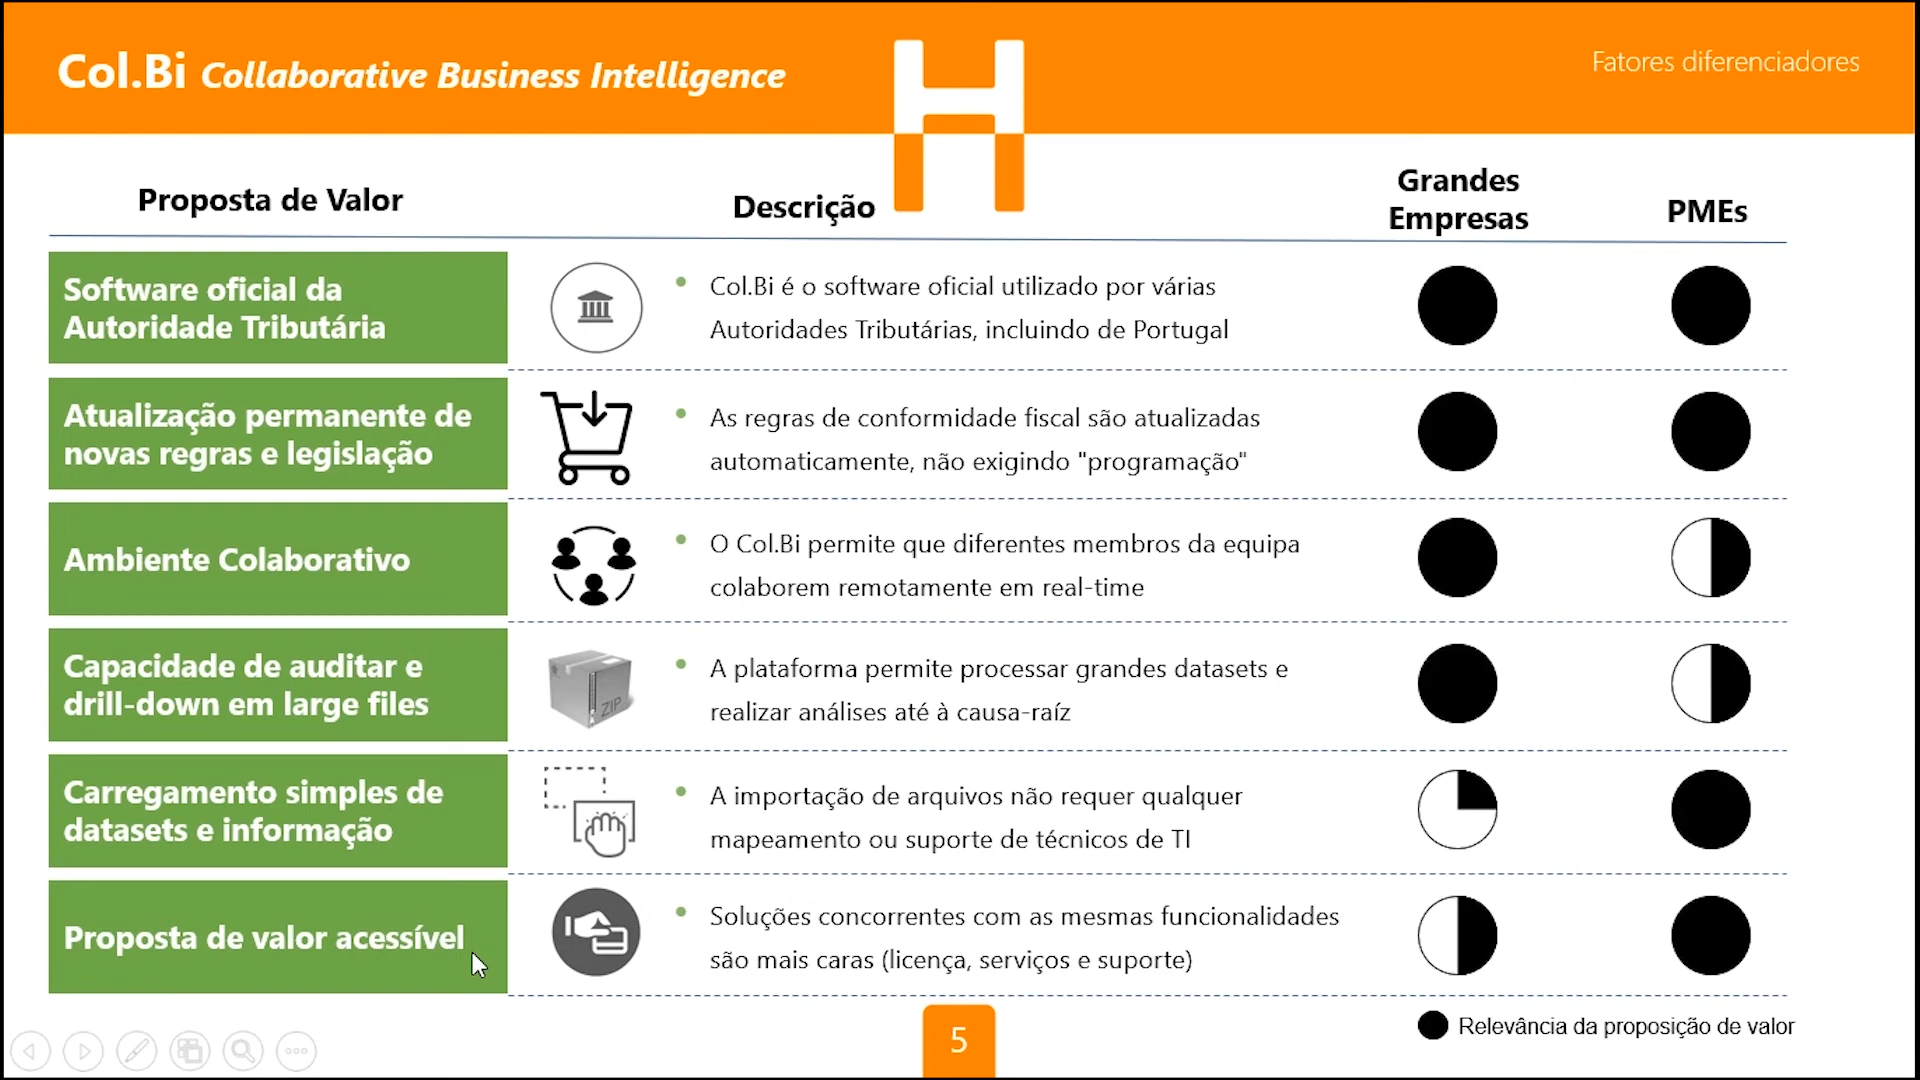 Col.Bi Collaborative Business Intelligence
Fatores diferenciadores
Proposta de Valor
Descrição
Grandes
Empresas
PMEs
Software oficial da
Autoridade Tributária
Col.Bi é o software oficial utilizado por várias
Autoridades Tributárias, incluindo de Portugal
Atualização permanente de
novas regras e legislação
As regras de conformidade fiscal são atualizadas
automaticamente, não exigindo "programação"
Ambiente Colaborativo
O Col.Bi permite que diferentes membros da equipa
colaborem remotamente em real-time
Capacidade de auditar e
drill-down em large files
ZIP
A plataforma permite processar grandes datasets e
realizar análises até à causa-raíz
Carregamento simples de
datasets e informação
A importação de arquivos não requer qualquer
mapeamento ou suporte de técnicos de TI
Proposta de valor acessível
Soluções concorrentes com as mesmas funcionalidades
são mais caras (licença, serviços e suporte)
Relevância da proposição de valor
5